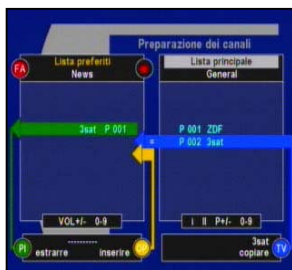 Preparazione dei canali
Lista preferiti
News
Lista principale
General
FA
3sat P 001
P 001 ZDF
P 002 3sat
VOL+/- 0-9
I II P+/- 0-9
PI
estrarre
inserire
3sat
copiare
TV